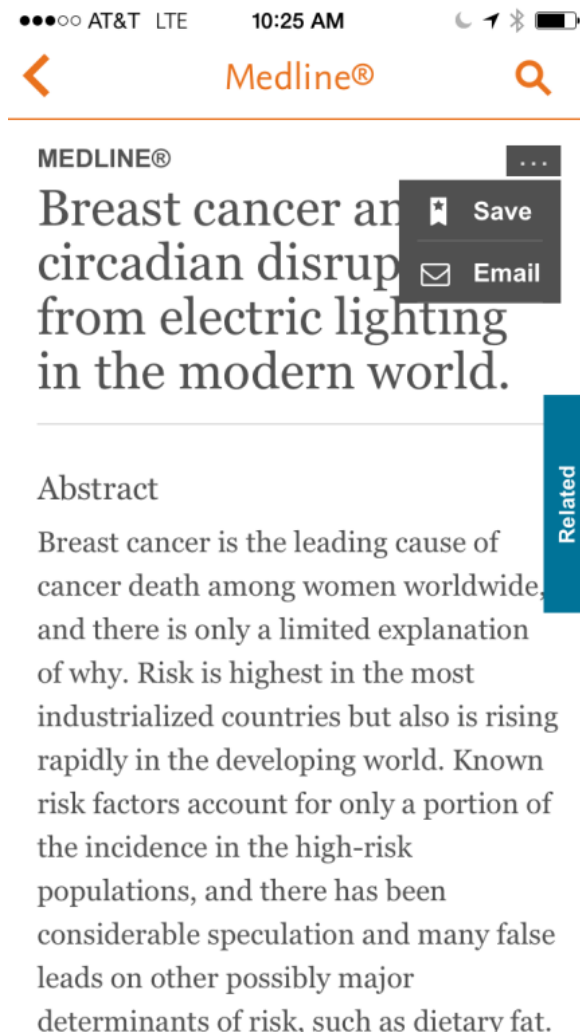 AT&T LTE 10:25 AM
Medline®
MEDLINE®
...
Breast cancer an
Save
circadian disrup
Email
from electric lighting
in the modern world.
Related
Abstract
Breast cancer is the leading cause of
cancer death among women worldwide,
and there is only a limited explanation
of why. Risk is highest in the most
industrialized countries but also is rising
rapidly in the developing world. Known
risk factors account for only a portion of
the incidence in the high-risk
populations, and there has been
considerable speculation and many false
leads on other possibly major
determinants of risk, such as dietary fat.